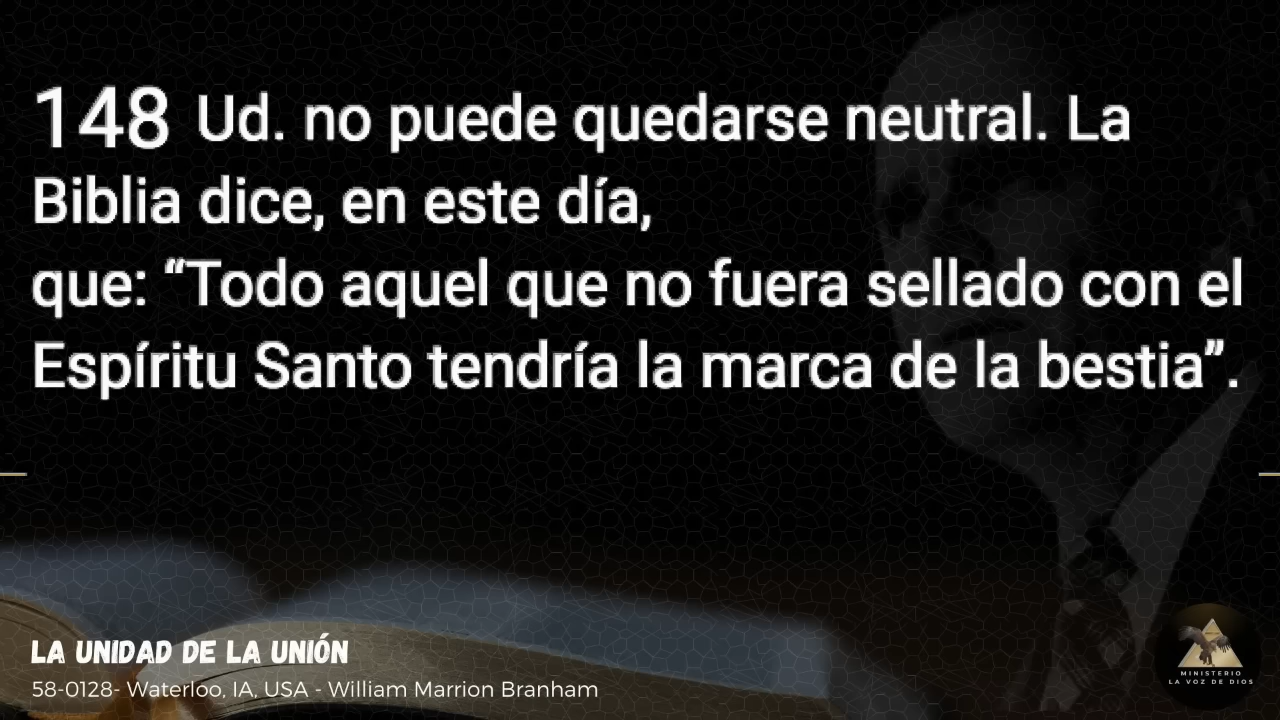 148 Ud. no puede quedarse neutral. La
Biblia dice, en este día,
que: “Todo aquel que no fuera sellado con el
Espíritu Santo tendría la marca de la bestia”.
LA UNIDAD DE LA UNIÓN
58-0128- Waterloo, IA, USA - William Marrion Branham
MINISTERIO
LA VOZ DE DIOS